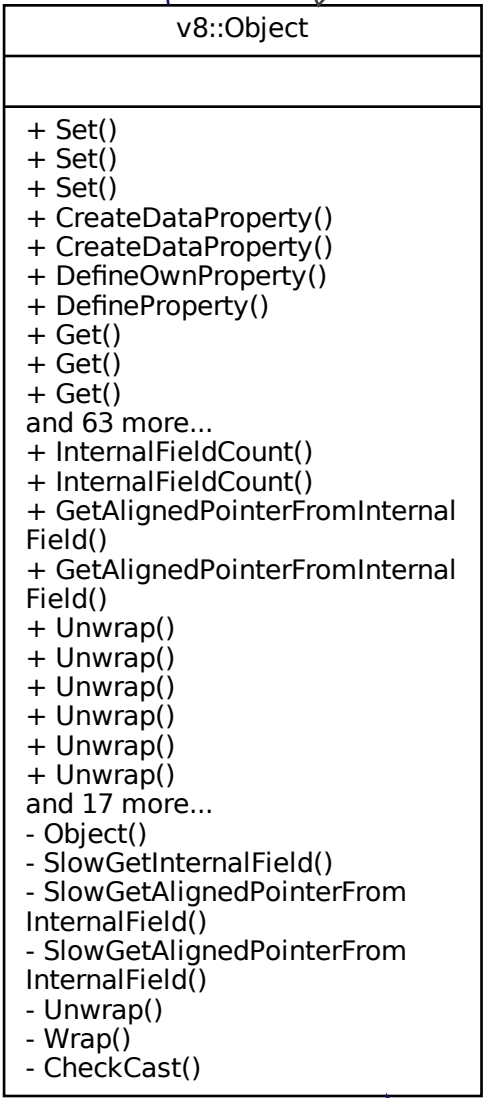 v8::Object
+ Set()
+ Set()
+ Set()
+ CreateDataProperty()
+ CreateDataProperty()
+ DefineOwnProperty()
+ DefineProperty()
+ Get()
+ Get()
+ Get()
and 63 more...
+ InternalFieldCount()
+ InternalFieldCount()
+ GetAlignedPointerFromInternal
Field()
+ GetAlignedPointerFromInternal
Field()
+ Unwrap()
+ Unwrap()
+ Unwrap()
+ Unwrap()
+ Unwrap()
+ Unwrap()
and 17 more...
- Object()
- SlowGetInternalField()
- SlowGetAlignedPointerFrom
InternalField()
- SlowGetAlignedPointerFrom
InternalField()
- Unwrap()
- Wrap()
- CheckCast()